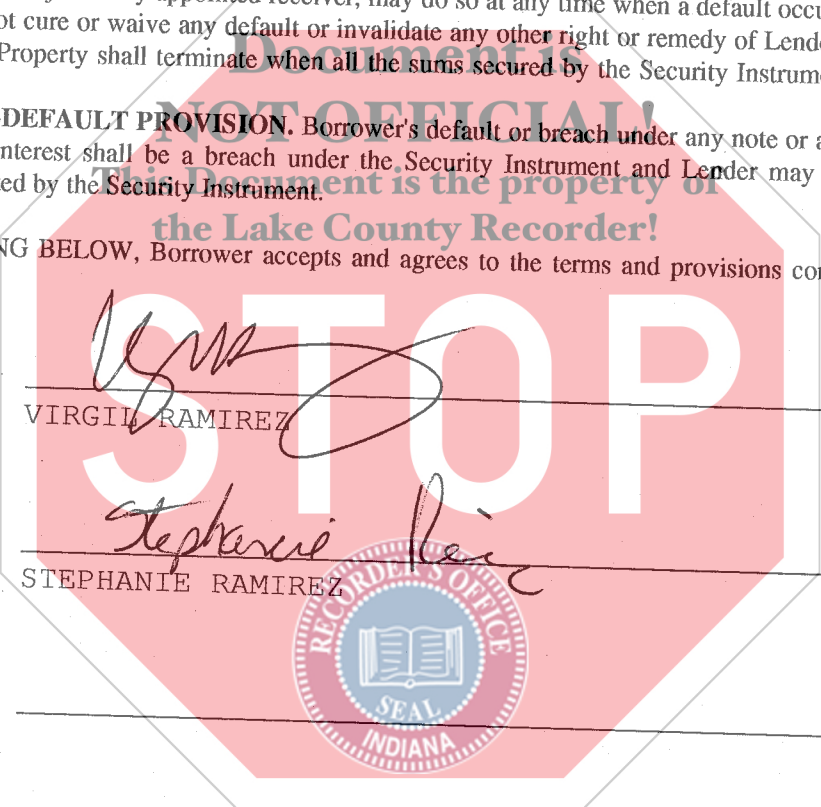 appointed receiver, may do so at any time when a default occu
ot cure or waive any default or invalidate any other right or remedy of Lende
Document is
Property shall terminate when all the sums secured by the Security Instrume
NOT OFFICIAL!
-DEFAULT PROVISION. Borrower's default or breach under any note or a
nterest shall be a breach under the Security Instrument and Lender may
This Document is the property of
ed by the Security Instrument.
the Lake County Recorder!
NG BELOW, Borrower accepts and agrees to the terms and provisions con
STOP
VIRGIL RAMIREZ
Stephanie
STEPHANIE RAMIREZ
RECORDER'S OFFICE
SEAL
INDIANA